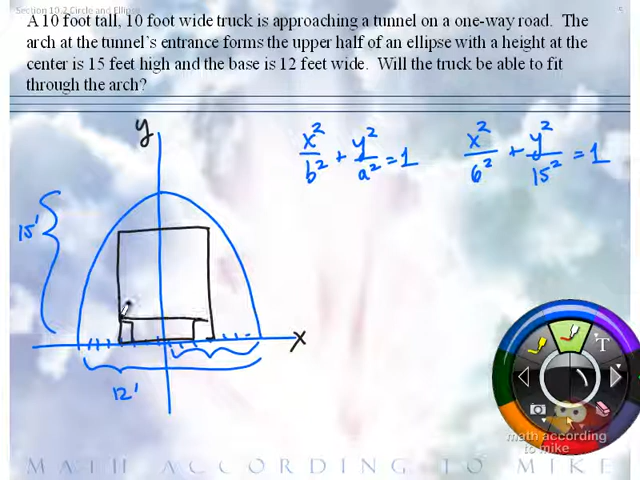 Section 10.2 Circle and Ellipse 5
A 10 foot tall, 10 foot wide truck is approaching a tunnel on a one-way road. The
arch at the tunnel's entrance forms the upper half of an ellipse with a height at the
center is 15 feet high and the base is 12 feet wide. Will the truck be able to fit
through the arch?
y
x²/b² + y²/a² = 1
x²/6² + y²/15² = 1
15'
x
12'
T
math according
to mike
MATH ACCORDING TO MIKE